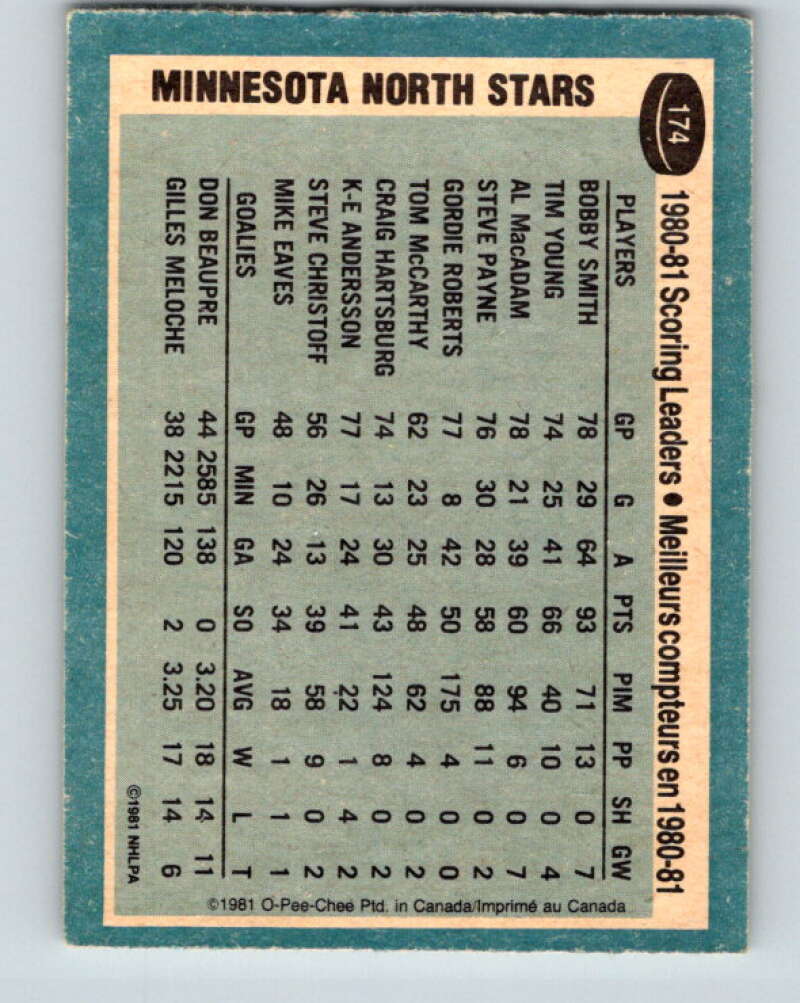 MINNESOTA NORTH STARS
174
1980-81 Scoring Leaders • Meilleurs compteurs en 1980-81
PLAYERS GP G A PTS PIM PP SH GW
BOBBY SMITH 78 29 64 93 71 13 0 7
TIM YOUNG 74 25 41 66 40 10 0 4
AL MacADAM 78 21 39 60 94 6 0 7
STEVE PAYNE 76 30 28 58 88 11 0 2
GORDIE ROBERTS 77 8 42 50 175 4 0 0
TOM McCARTHY 62 23 25 48 62 4 0 2
CRAIG HARTSBURG 74 13 30 43 124 8 0 2
K-E ANDERSSON 77 17 24 41 22 1 4 2
STEVE CHRISTOFF 56 26 13 39 58 9 0 2
MIKE EAVES 48 10 24 34 18 1 1 1
GOALIES GP MIN GA SO AVG W L T
DON BEAUPRE 44 2585 138 0 3.20 18 14 11
GILLES MELOCHE 38 2215 120 2 3.25 17 14 6
©1981 NHLPA
©1981 O-Pee-Chee Ptd. in Canada/Imprimé au Canada